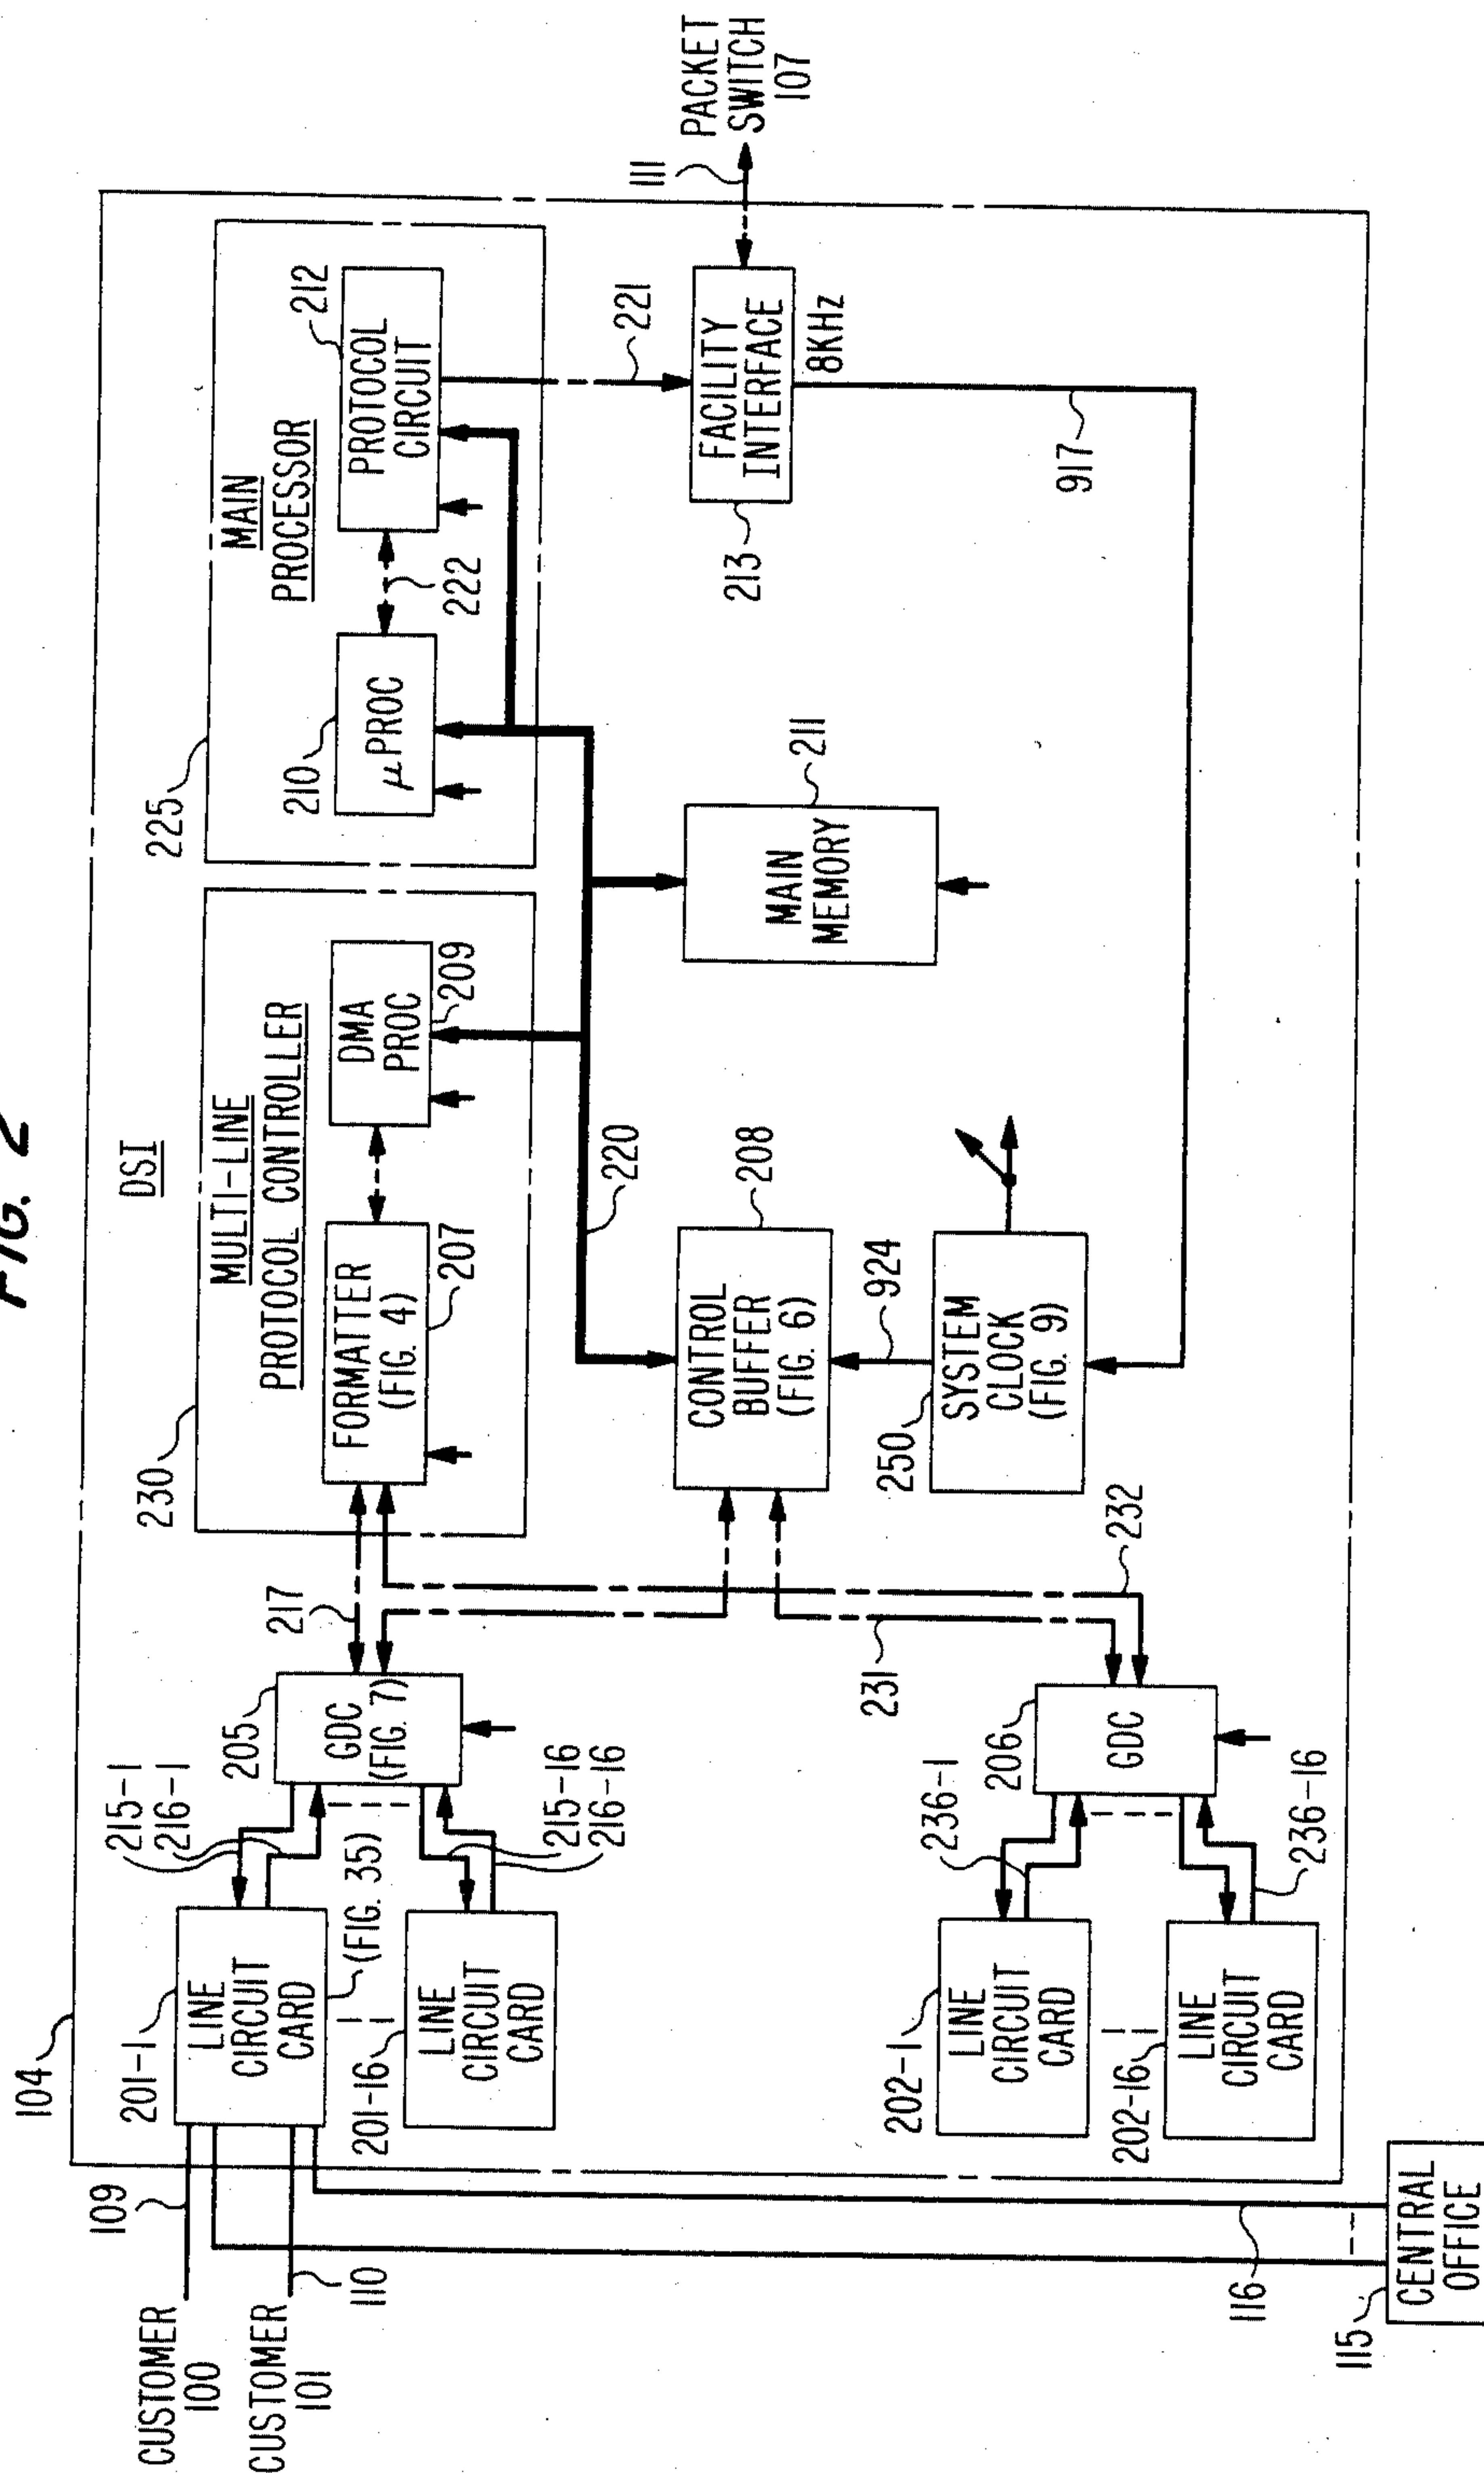 FIG. 2
DSI
104
CUSTOMER
100
109
CUSTOMER
101
110
115
CENTRAL
OFFICE
116
201-1
LINE
CIRCUIT
CARD
(FIG. 35)
201-16
LINE
CIRCUIT
CARD
215-1
216-1
215-16
216-16
205
GDC
(FIG. 7)
217
202-1
LINE
CIRCUIT
CARD
202-16
LINE
CIRCUIT
CARD
236-1
236-16
206
GDC
231
232
230
MULTI-LINE
PROTOCOL CONTROLLER
FORMATTER
(FIG. 4)
207
DMA
PROC
209
220
CONTROL
BUFFER
(FIG. 6)
208
924
250
SYSTEM
CLOCK
(FIG. 9)
225
MAIN
PROCESSOR
210
μPROC
222
212
PROTOCOL
CIRCUIT
221
MAIN
MEMORY
211
213
FACILITY
INTERFACE
8KHz
917
111
PACKET
SWITCH
107